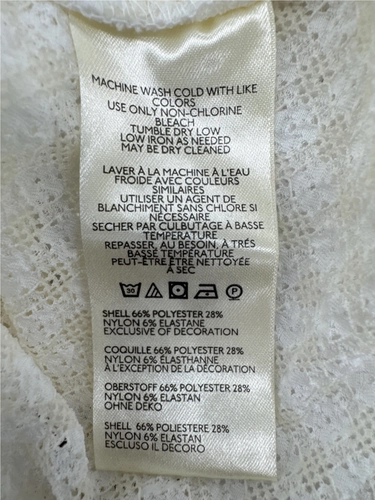 MACHINE WASH COLD WITH LIKE
COLORS
USE ONLY NON-CHLORINE
BLEACH
TUMBLE DRY LOW
LOW IRON AS NEEDED
MAY BE DRY CLEANED
LAVER À LA MACHINE À L'EAU
FROIDE AVEC COULEURS
SIMILAIRES
UTILISER UN AGENT DE
BLANCHIMENT SANS CHLORE SI
NÉCESSAIRE
SECHER PAR CULBUTAGE À BASSE
TEMPERATURE
REPASSER, AU BESOIN, À TRÉS
BASSE TEMPÉRATURE
PEUT-ÊTRE ÊTRE NETTOYÉE
À SEC
30
P
SHELL 66% POLYESTER 28%
NYLON 6% ELASTANE
EXCLUSIVE OF DECORATION
COQUILLE 66% POLYESTER 28%
NYLON 6% ELASTHANNE
À L'EXCEPTION DE LA DÉCORATION
OBERSTOFF 66% POLYESTER 28%
NYLON 6% ELASTAN
OHNE DEKO
SHELL 66% POLIESTERE 28%
NYLON 6% ELASTAN
ESCLUSO IL DECORO